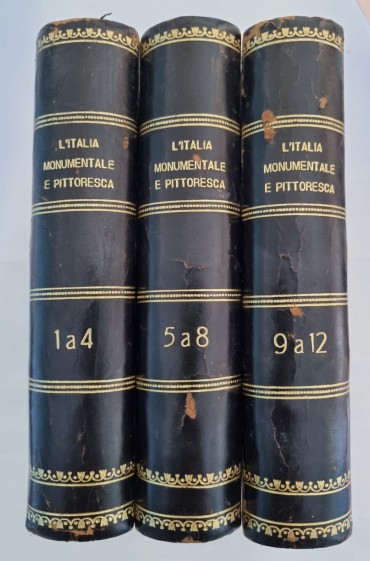 L'ITALIA
MONUMENTALE
E PITTORESCA
1a4
L'ITALIA
MONUMENTALE
E PITTORESCA
5a8
L'ITALIA
MONUMENTALE
E PITTORESCA
9a12